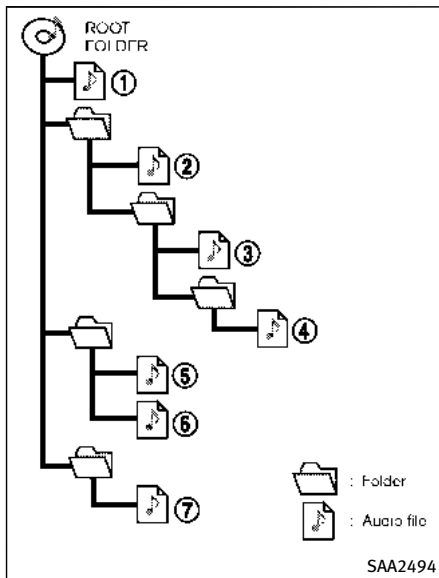 ROOT
FOLDER
①
②
③
④
⑤
⑥
⑦
: Folder
: Audio file
SAA2494